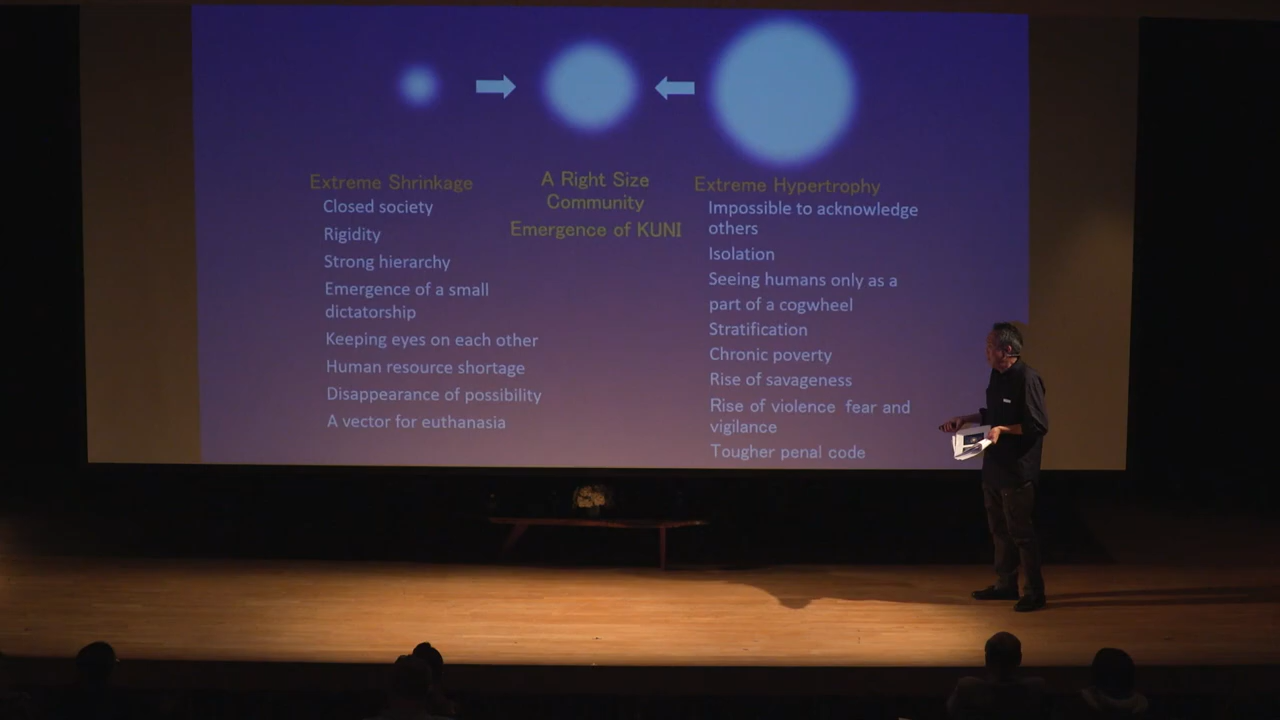 Extreme Shrinkage
Closed society
Rigidity
Strong hierarchy
Emergence of a small
dictatorship
Keeping eyes on each other
Human resource shortage
Disappearance of possibility
A vector for euthanasia
A Right Size
Community
Emergence of KUNI
Extreme Hypertrophy
Impossible to acknowledge
others
Isolation
Seeing humans only as a
part of a cogwheel
Stratification
Chronic poverty
Rise of savageness
Rise of violence fear and
vigilance
Tougher penal code